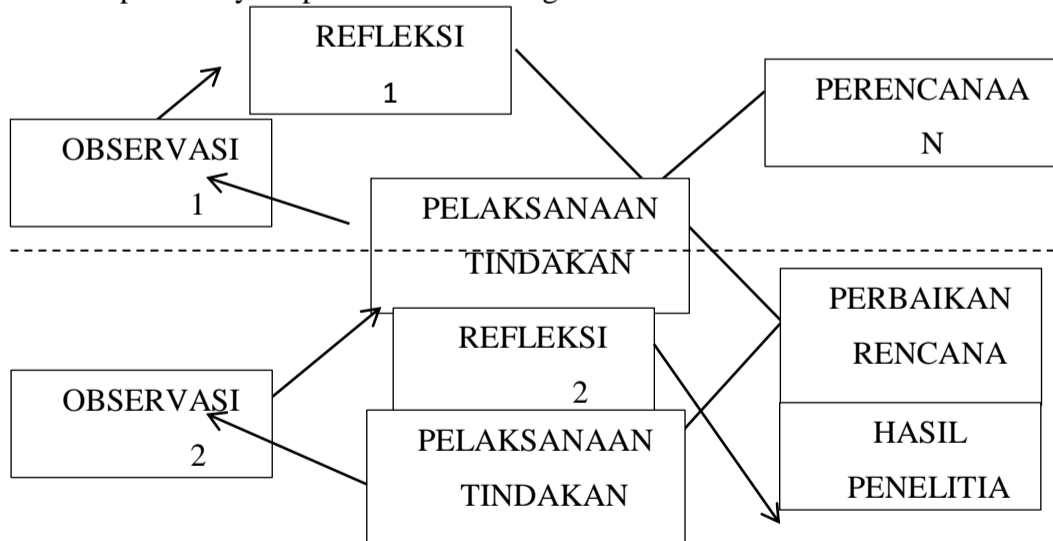 REFLEKSI
1
PERENCANAA
N
OBSERVASI
1
PELAKSANAAN
TINDAKAN
PERBAIKAN
RENCANA
REFLEKSI
2
OBSERVASI
2
PELAKSANAAN
TINDAKAN
HASIL
PENELITIA